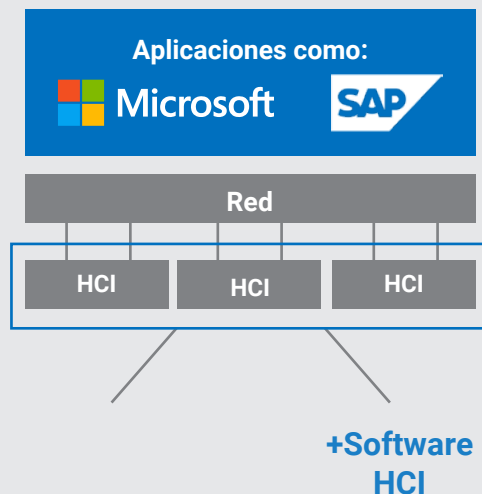 Aplicaciones como:
Microsoft SAP
Red
HCI HCI HCI
+Software
HCI